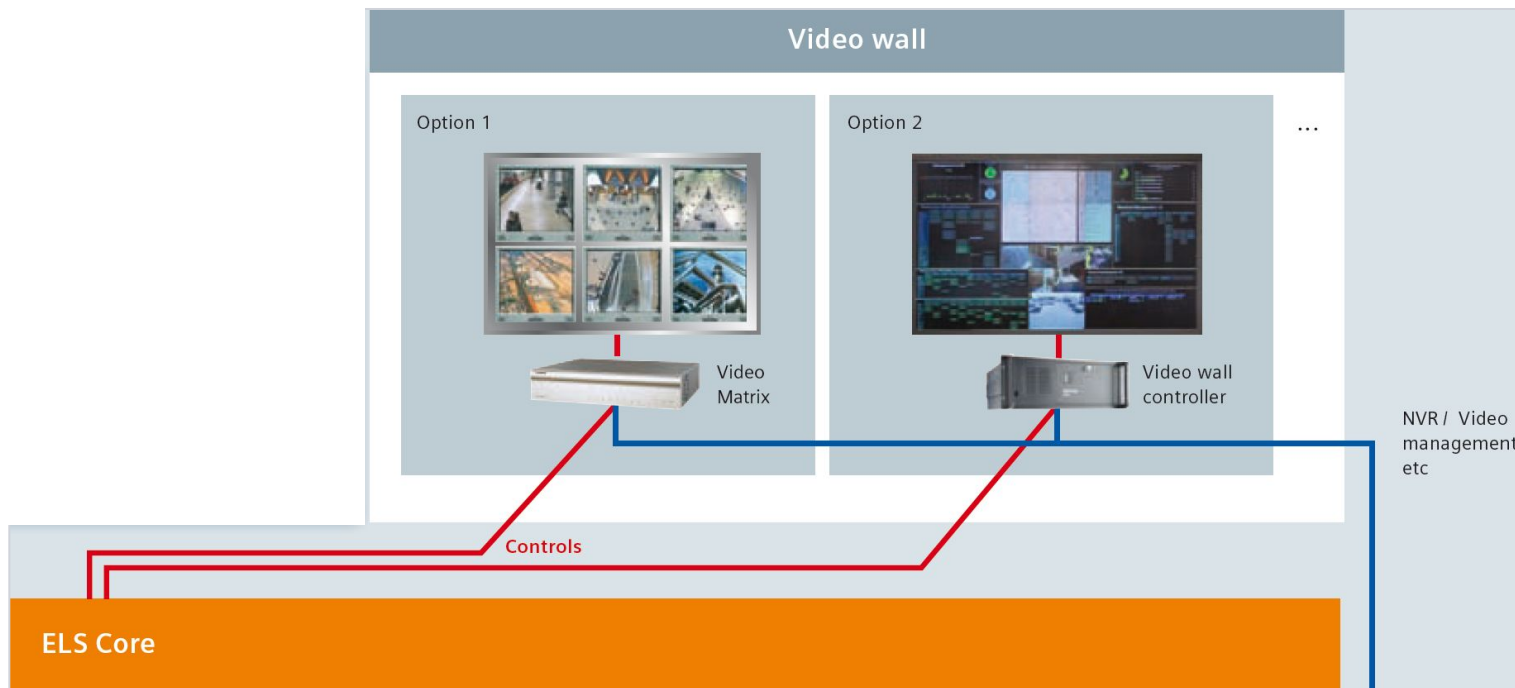 Video wall
Option 1
Option 2
...
Video
Matrix
Video wall
controller
NVR / Video
management
etc
Controls
ELS Core